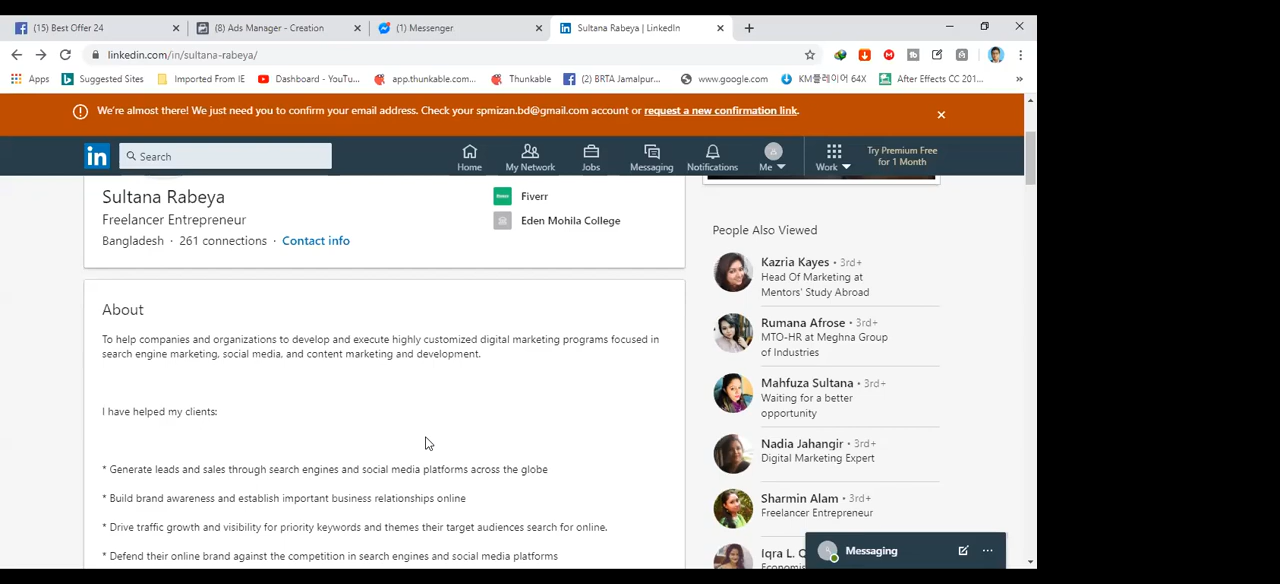 (15) Best Offer 24
(8) Ads Manager - Creation
(1) Messenger
Sultana Rabeya | LinkedIn
linkedin.com/in/sultana-rabeya/
Apps
Suggested Sites
Imported From IE
Dashboard - YouTu...
app.thunkable.com...
Thunkable
(2) BRTA Jamalpur...
www.google.com
KM플레이어 64X
After Effects CC 201...
»
We're almost there! We just need you to confirm your email address. Check your spmizan.bd@gmail.com account or request a new confirmation link.
in
Search
Home
My Network
Jobs
Messaging
Notifications
Me
Work
Try Premium Free
for 1 Month
Sultana Rabeya
Freelancer Entrepreneur
Bangladesh · 261 connections · Contact info
Fiverr
Eden Mohila College
About
To help companies and organizations to develop and execute highly customized digital marketing programs focused in
search engine marketing, social media, and content marketing and development.
I have helped my clients:
* Generate leads and sales through search engines and social media platforms across the globe
* Build brand awareness and establish important business relationships online
* Drive traffic growth and visibility for priority keywords and themes their target audiences search for online.
* Defend their online brand against the competition in search engines and social media platforms
People Also Viewed
Kazria Kayes • 3rd+
Head Of Marketing at
Mentors' Study Abroad
Rumana Afrose • 3rd+
MTO-HR at Meghna Group
of Industries
Mahfuza Sultana • 3rd+
Waiting for a better
opportunity
Nadia Jahangir • 3rd+
Digital Marketing Expert
Sharmin Alam • 3rd+
Freelancer Entrepreneur
Iqra L.
Messaging